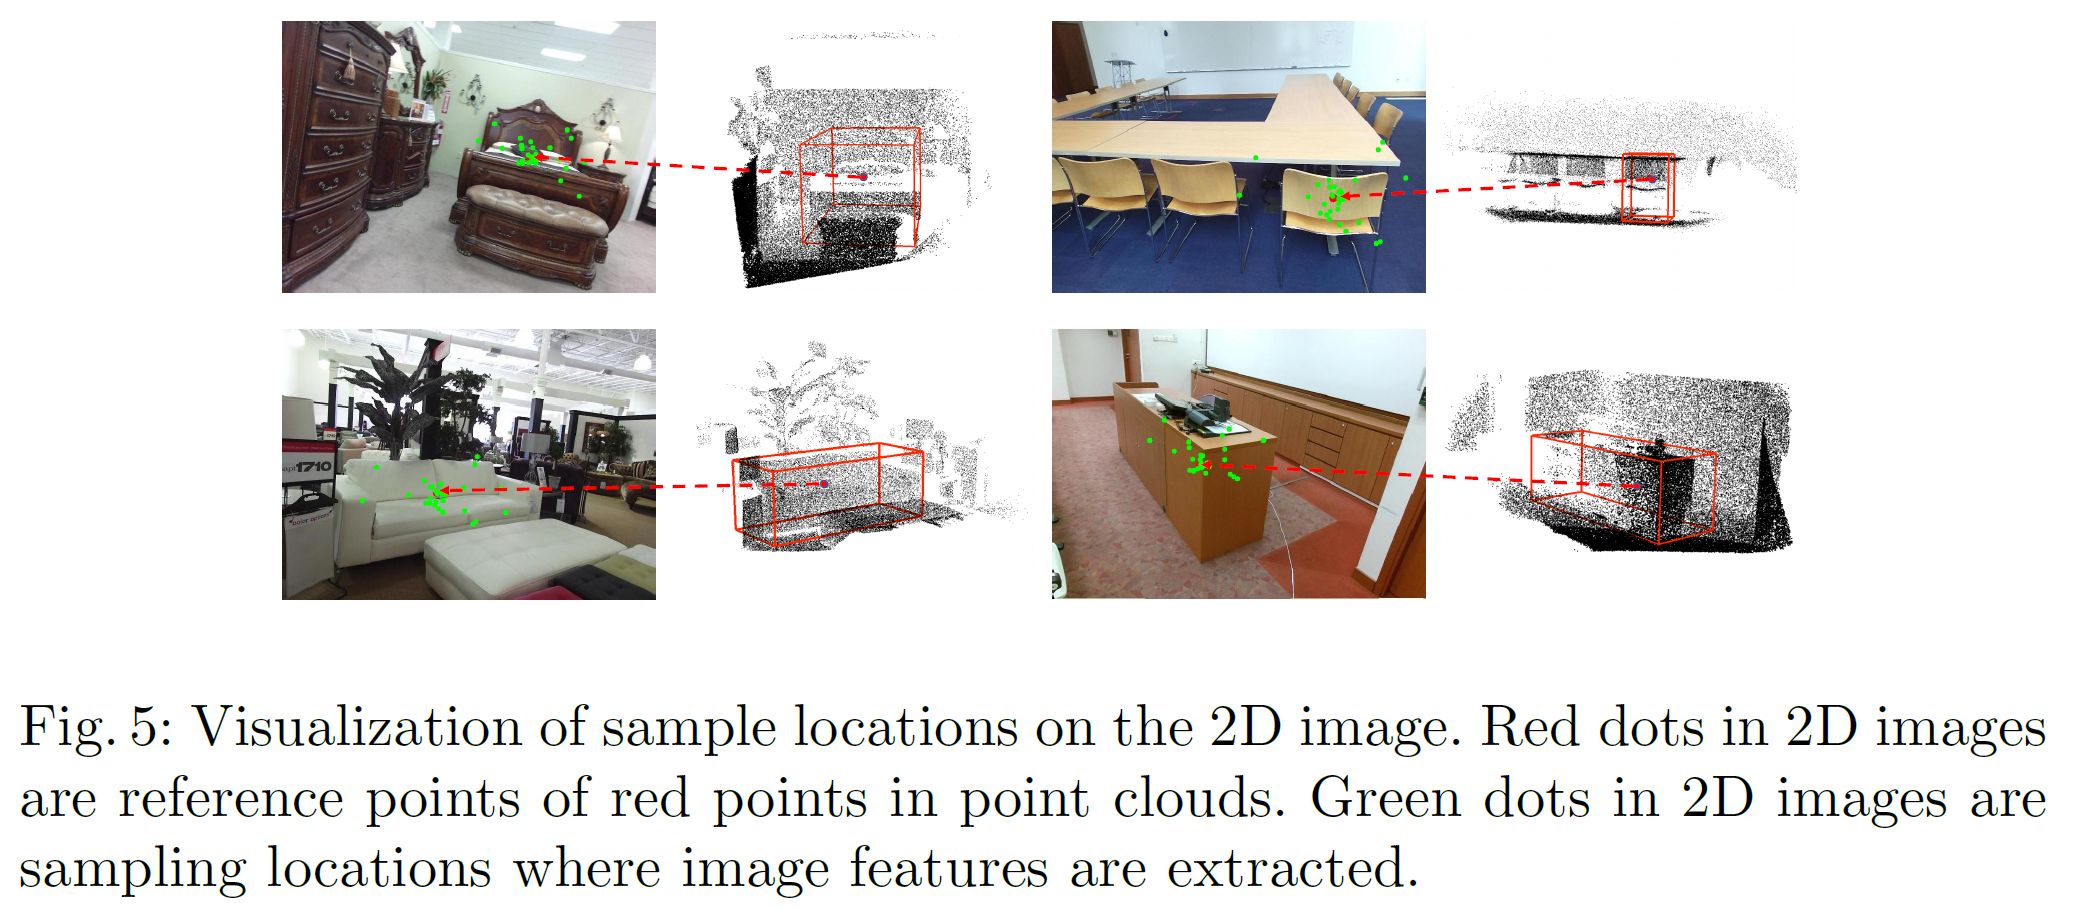 1710
Fig. 5: Visualization of sample locations on the 2D image. Red dots in 2D images
are reference points of red points in point clouds. Green dots in 2D images are
sampling locations where image features are extracted.